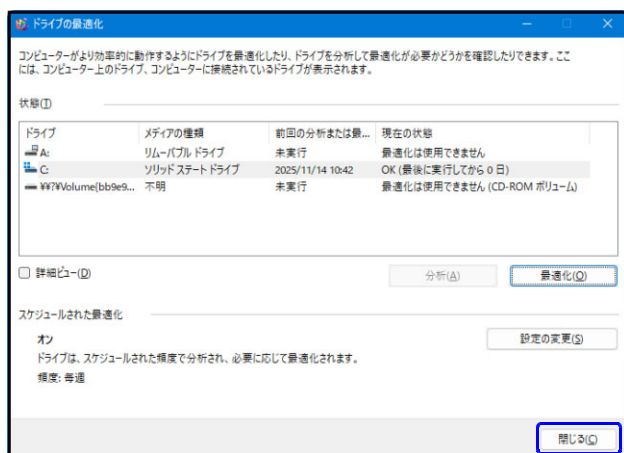 ドライブの最適化
コンピューターがより効率的に動作するようにドライブを最適化したり、ドライブを分析して最適化が必要かどうかを確認したりできます。ここ
には、コンピューター上のドライブ、コンピューターに接続されているドライブが表示されます。
状態(T)
ドライブ メディアの種類 前回の分析または最... 現在の状態
A: リムーバブル ドライブ 未実行 最適化は使用できません
C: ソリッド ステート ドライブ 2025/11/14 10:42 OK (最後に実行してから 0 日)
¥¥?¥Volume{bb9e9... 不明 未実行 最適化は使用できません (CD-ROM ボリューム)
詳細ビュー(D) 分析(A) 最適化(O)
スケジュールされた最適化
オン 設定の変更(S)
ドライブは、スケジュールされた頻度で分析され、必要に応じて最適化されます。
頻度: 毎週
閉じる(C)